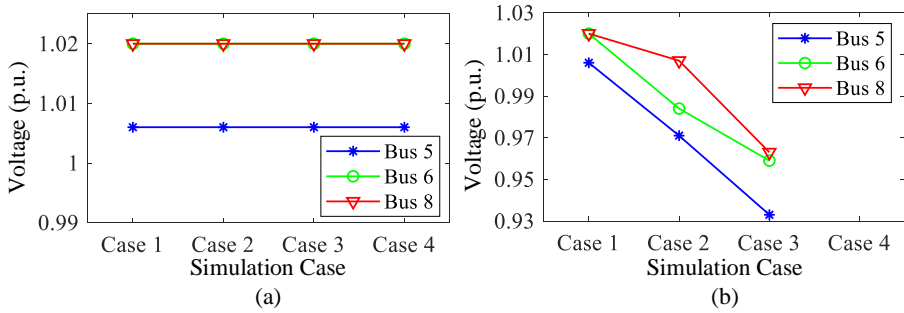 1.02
1.01
1
0.99
Voltage (p.u.)
Bus 5
Bus 6
Bus 8
Case 1 Case 2 Case 3 Case 4
Simulation Case
(a)
1.03
1.01
0.99
0.97
0.95
0.93
Voltage (p.u.)
Bus 5
Bus 6
Bus 8
Case 1 Case 2 Case 3 Case 4
Simulation Case
(b)